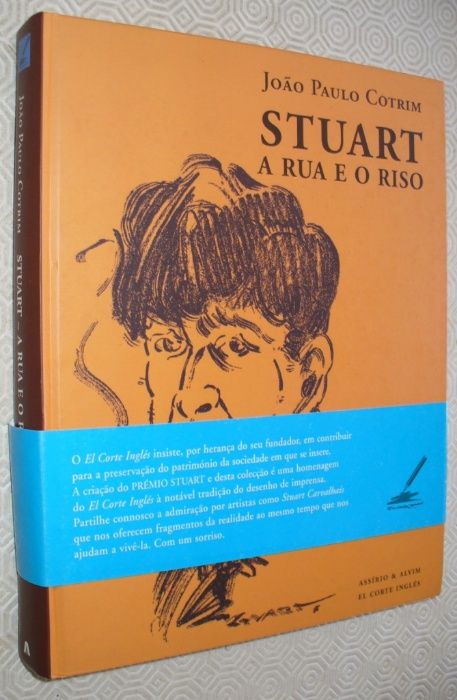 JOÃO PAULO COTRIM
STUART
A RUA E O RISO
O El Corte Inglés insiste, por herança do seu fundador, em contribuir
para a preservação do património da sociedade em que se insere.
A criação do PRÉMIO STUART e desta colecção é uma homenagem
do El Corte Inglés à notável tradição do desenho de imprensa.
Partilhe connosco a admiração por artistas como Stuart Carvalhais
que nos oferecem fragmentos da realidade ao mesmo tempo que nos
ajudam a vivê-la. Com um sorriso.
ASSÍRIO & ALVIM
EL CORTE INGLÉS
STUART
JOÃO PAULO COTRIM – STUART – A RUA E O R